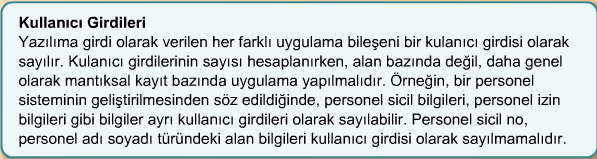 Kullanıcı Girdileri
Yazılıma girdi olarak verilen her farklı uygulama bileşeni bir kulanıcı girdisi olarak
sayılır. Kulanıcı girdilerinin sayısı hesaplanırken, alan bazında değil, daha genel
olarak mantıksal kayıt bazında uygulama yapılmalıdır. Örneğin, bir personel
sisteminin geliştirilmesinden söz edildiğinde, personel sicil bilgileri, personel izin
bilgileri gibi bilgiler ayrı kullanıcı girdileri olarak sayılabilir. Personel sicil no,
personel adı soyadı türündeki alan bilgileri kullanıcı girdisi olarak sayılmamalıdır.